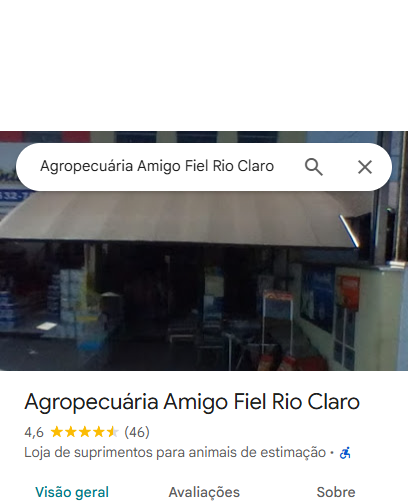 Agropecuária Amigo Fiel Rio Claro
Agropecuária Amigo Fiel Rio Claro
4,6 (46)
Loja de suprimentos para animais de estimação ·
Visão geral Avaliações Sobre